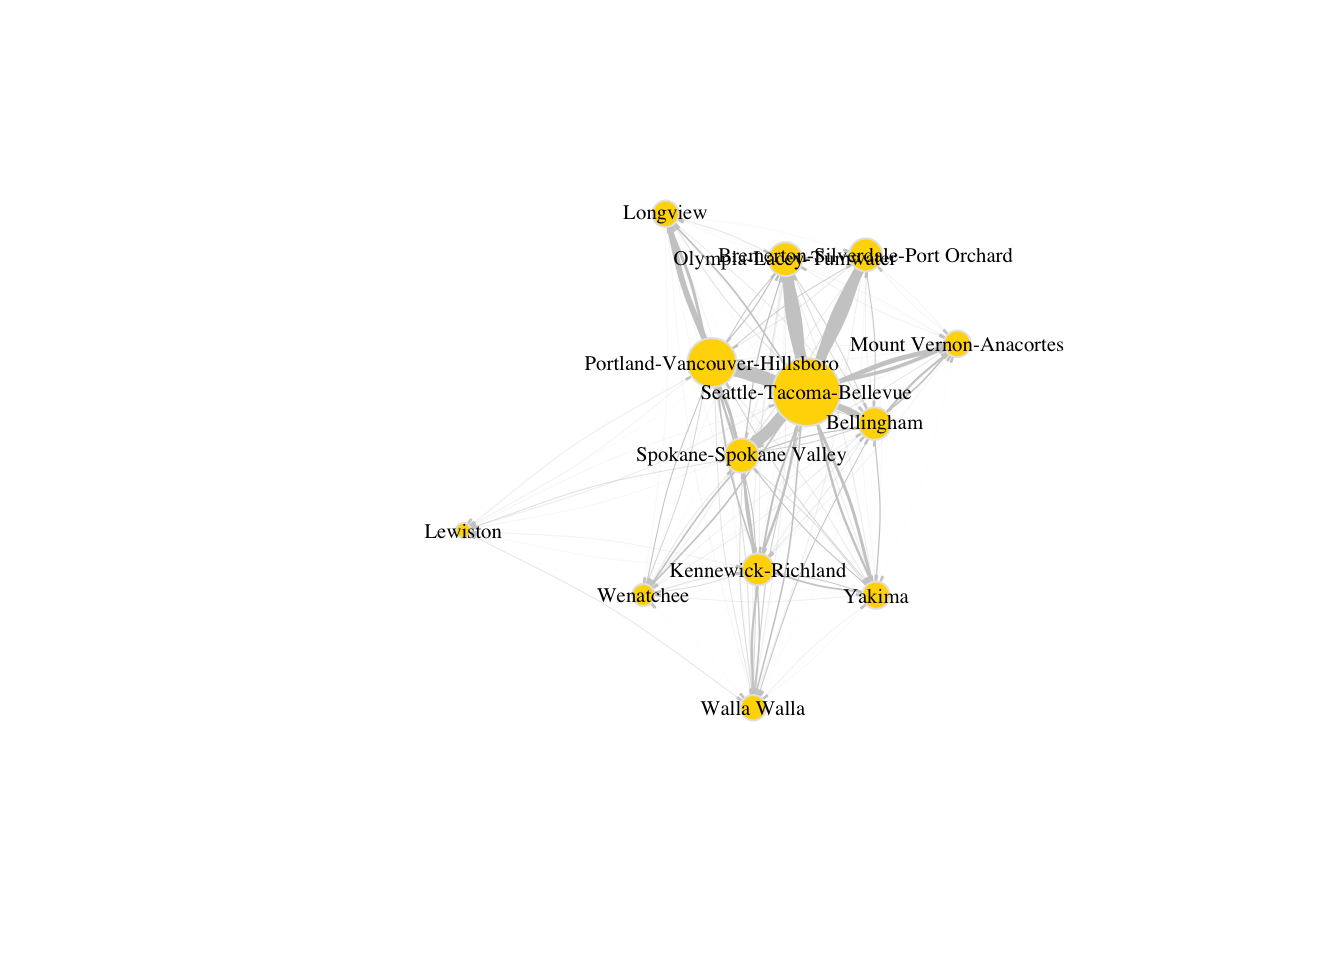 Longview
Bremerton-Silverdale-Port Orchard
Olympia-Lacey-Tumwater
Mount Vernon-Anacortes
Portland-Vancouver-Hillsboro
Seattle-Tacoma-Bellevue
Bellingham
Spokane-Spokane Valley
Lewiston
Kennewick-Richland
Wenatchee
Yakima
Walla Walla